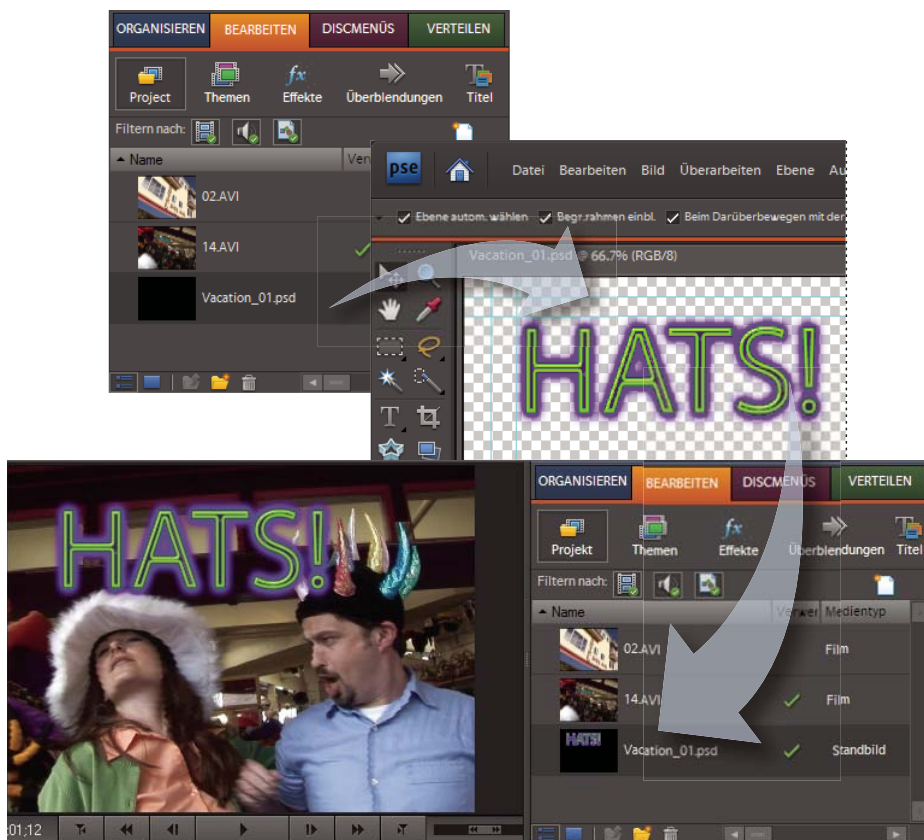 ORGANISIEREN BEARBEITEN DISCMENÜS VERTEILEN
Project Themen Effekte Überblendungen Titel
Filtern nach:
Name
02.AVI
14.AVI
Vacation_01.psd
pse Datei Bearbeiten Bild Überarbeiten Ebene
Ebene autom. wählen Begr.rahmen einbl. Beim Darüberbewegen mit der
Vacation_01.psd @ 66.7% (RGB/8)
HATS!
HATS!
01;12
ORGANISIEREN BEARBEITEN DISCMENÜS VERTEILEN
Projekt Themen Effekte Überblendungen Titel
Filtern nach:
Name Verwer Medientyp
02.AVI Film
14.AVI Film
HATS! Vacation_01.psd Standbild